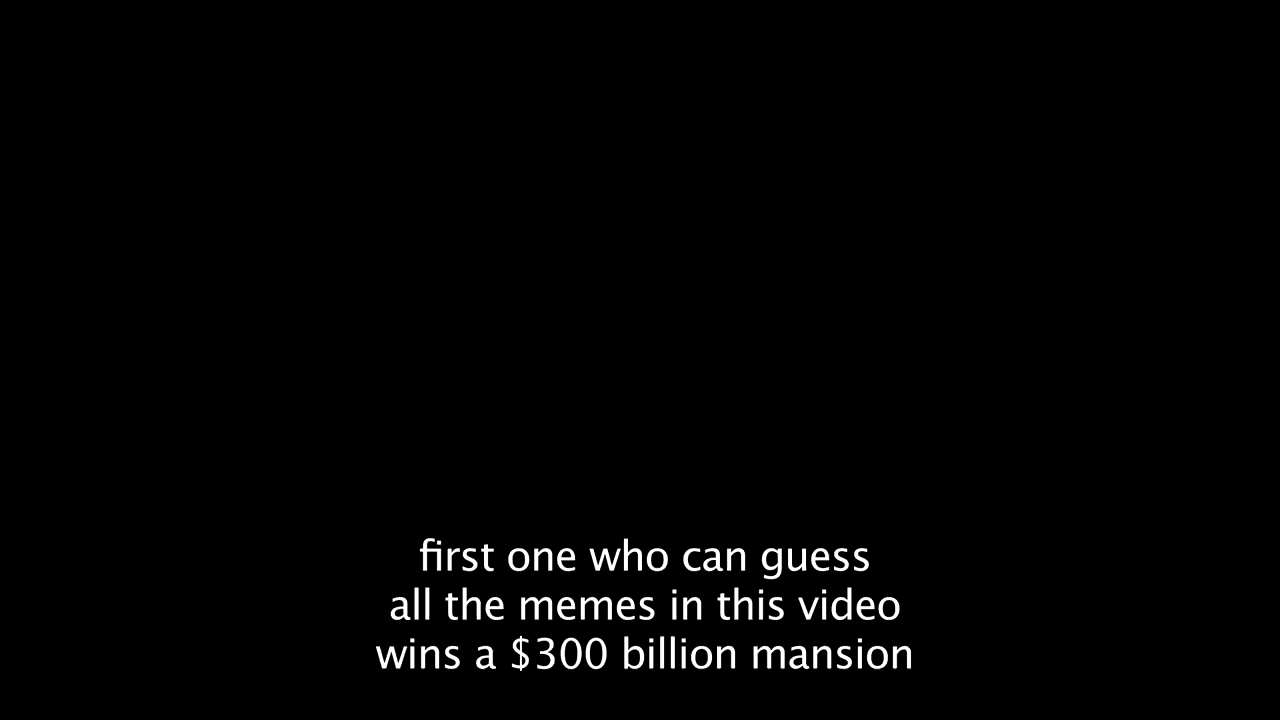 first one who can guess
all the memes in this video
wins a $300 billion mansion